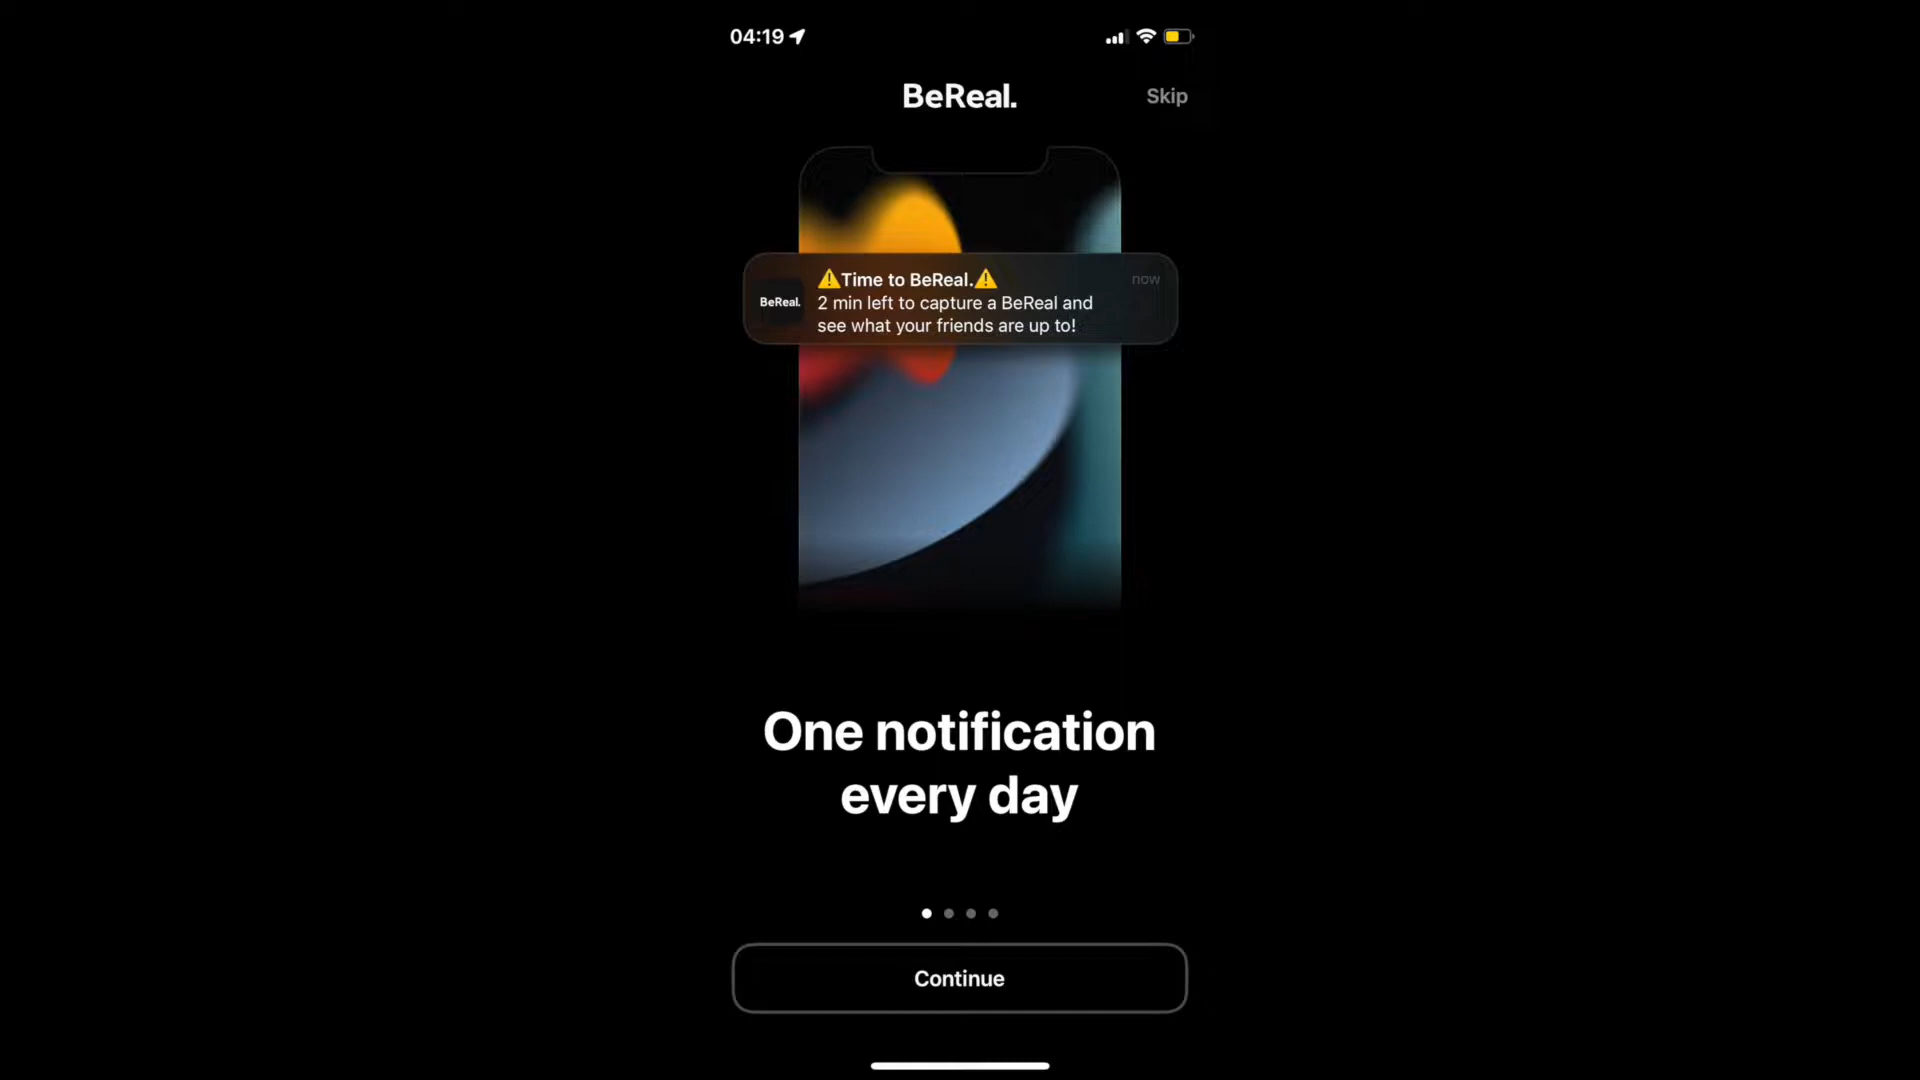 04:19
BeReal.
Skip
⚠️Time to BeReal.⚠️
now
BeReal.
2 min left to capture a BeReal and
see what your friends are up to!
One notification
every day
Continue